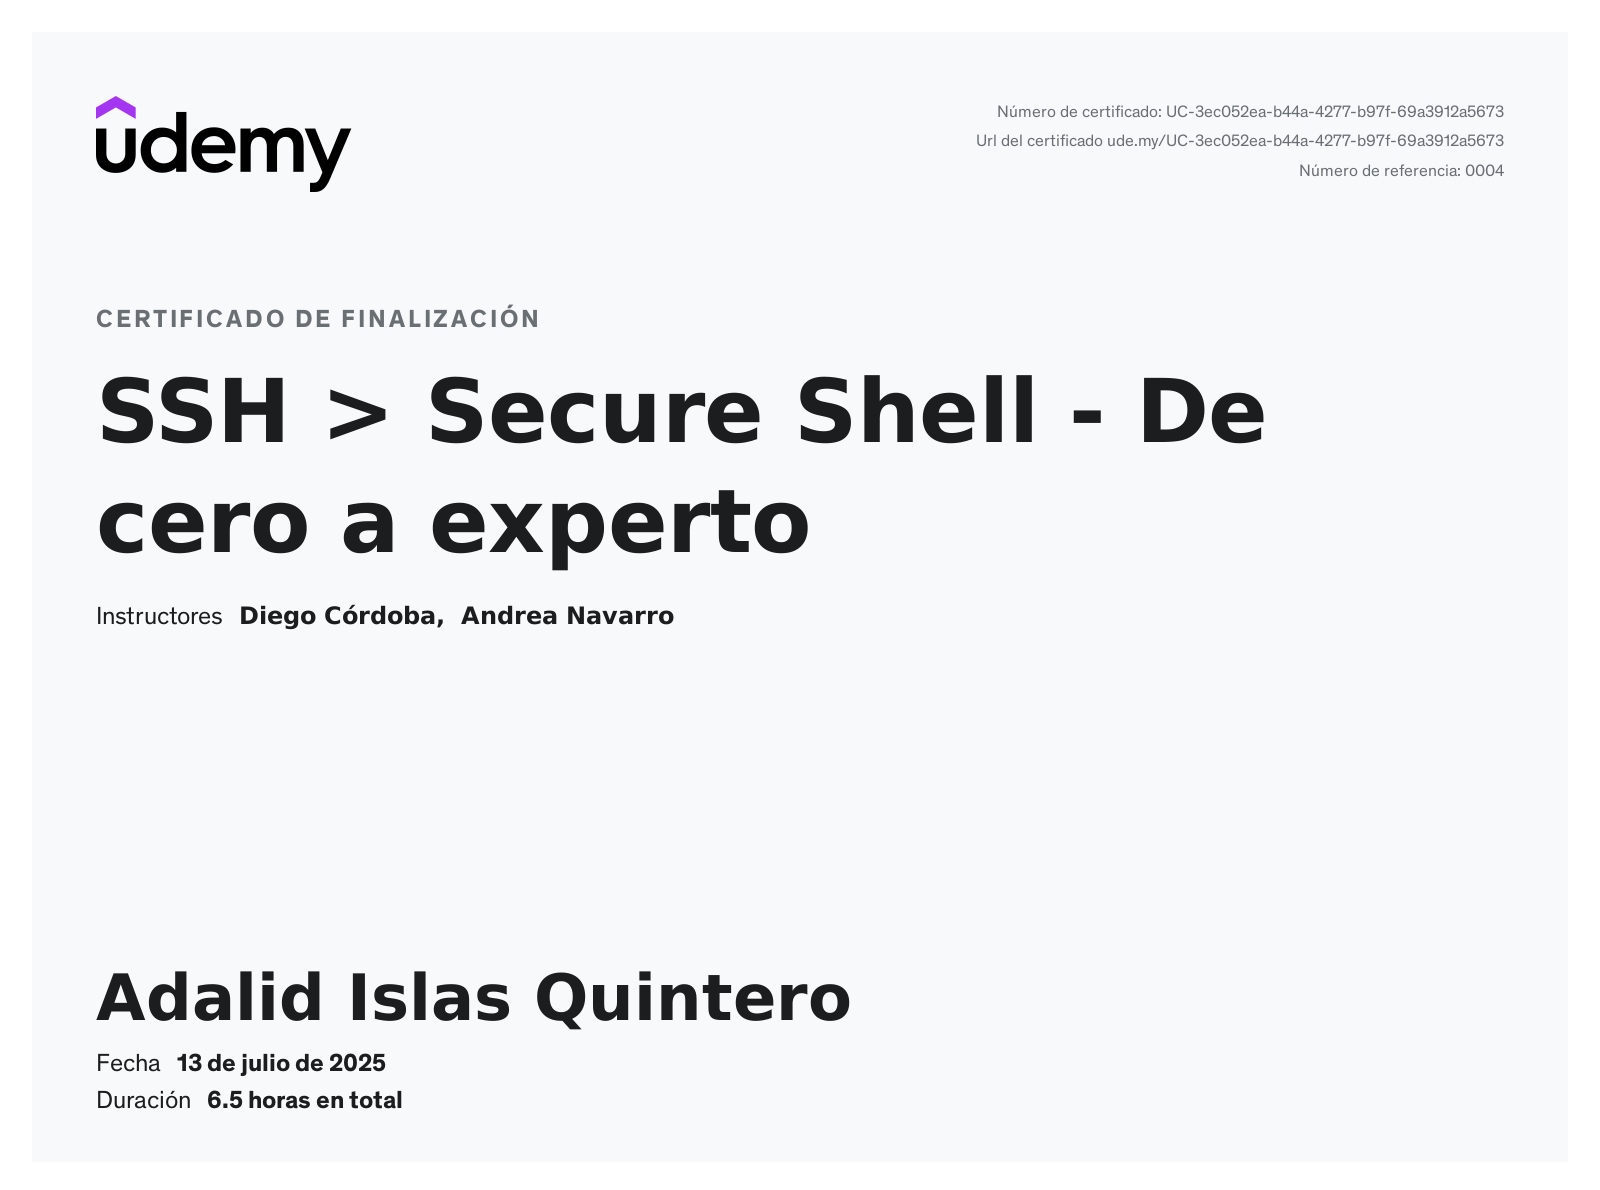 udemy
Número de certificado: UC-3ec052ea-b44a-4277-b97f-69a3912a5673
Url del certificado ude.my/UC-3ec052ea-b44a-4277-b97f-69a3912a5673
Número de referencia: 0004
CERTIFICADO DE FINALIZACIÓN
SSH > Secure Shell - De
cero a experto
Instructores Diego Córdoba, Andrea Navarro
Adalid Islas Quintero
Fecha 13 de julio de 2025
Duración 6.5 horas en total